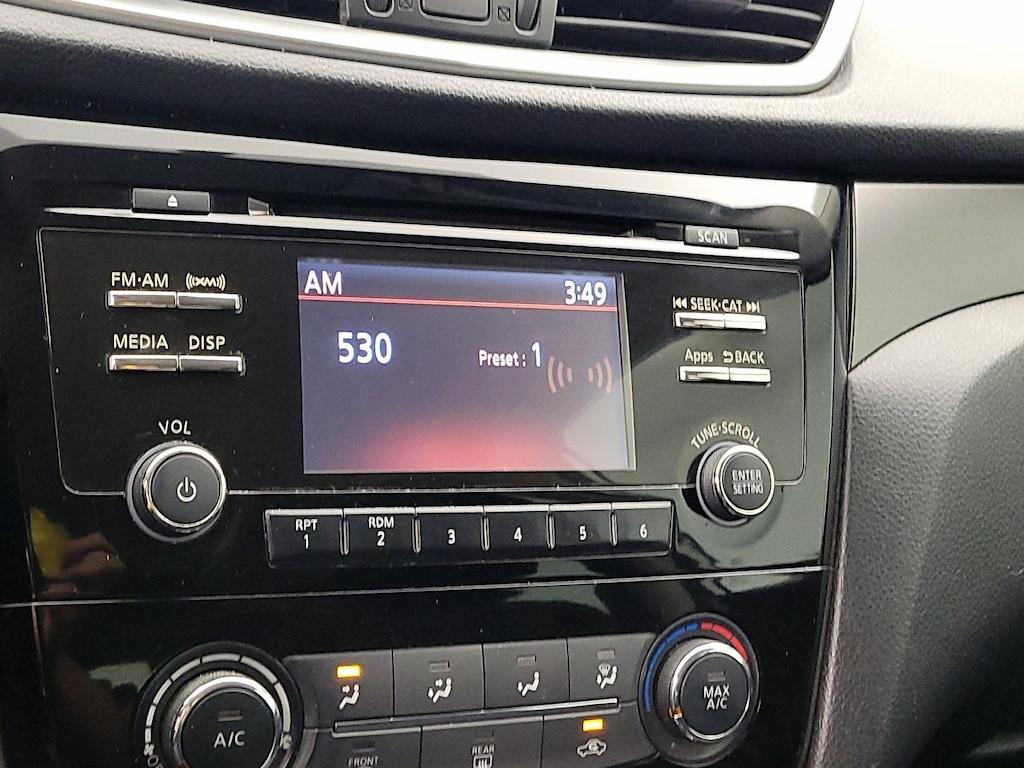 SCAN
FM·AM ((XM))
MEDIA DISP
VOL
AM 3:49
530 Preset: 1
SEEK·CAT
Apps BACK
TUNE·SCROLL
ENTER
SETTING
RPT
1
RDM
2
3
4
5
6
A/C
FRONT
REAR
MAX
A/C